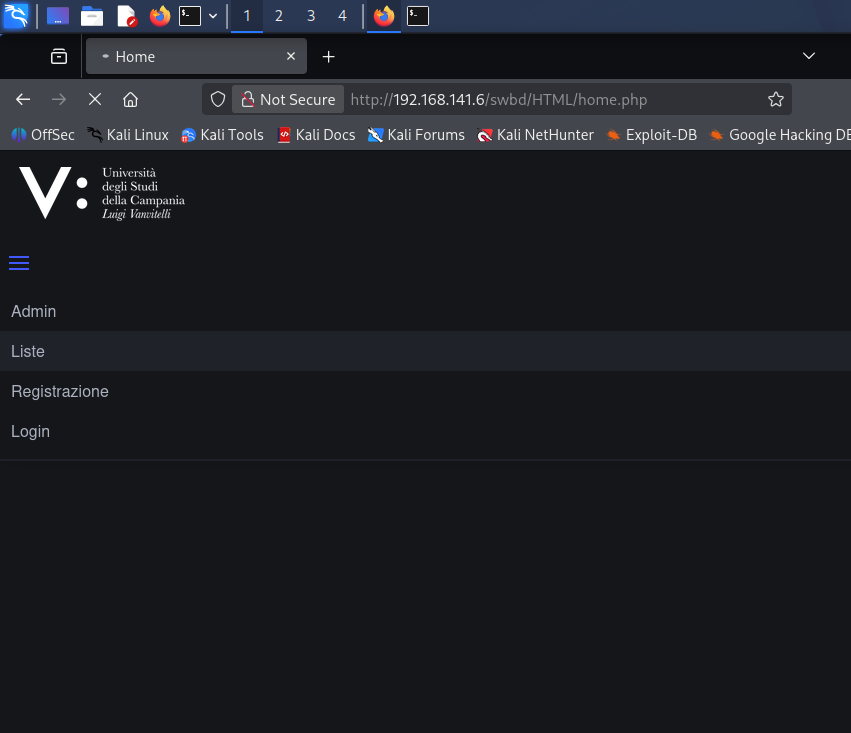 1 2 3 4
Home
Not Secure http://192.168.141.6/swbd/HTML/home.php
OffSec Kali Linux Kali Tools Kali Docs Kali Forums Kali NetHunter Exploit-DB Google Hacking DB
V:
Università
degli Studi
della Campania
Luigi Vanvitelli
Admin
Liste
Registrazione
Login